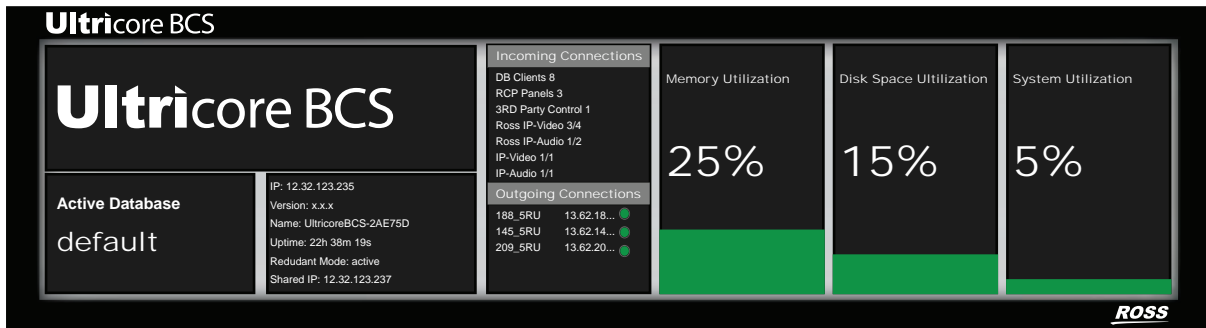 Ultricore BCS
Ultricore BCS
Active Database
default
IP: 12.32.123.235
Version: x.x.x
Name: UltricoreBCS-2AE75D
Uptime: 22h 38m 19s
Redudant Mode: active
Shared IP: 12.32.123.237
Incoming Connections
DB Clients 8
RCP Panels 3
3RD Party Control 1
Ross IP-Video 3/4
Ross IP-Audio 1/2
IP-Video 1/1
IP-Audio 1/1
Outgoing Connections
188_5RU 13.62.18...
145_5RU 13.62.14...
209_5RU 13.62.20...
Memory Utilization
25%
Disk Space UItilization
15%
System Utilization
5%
ROSS